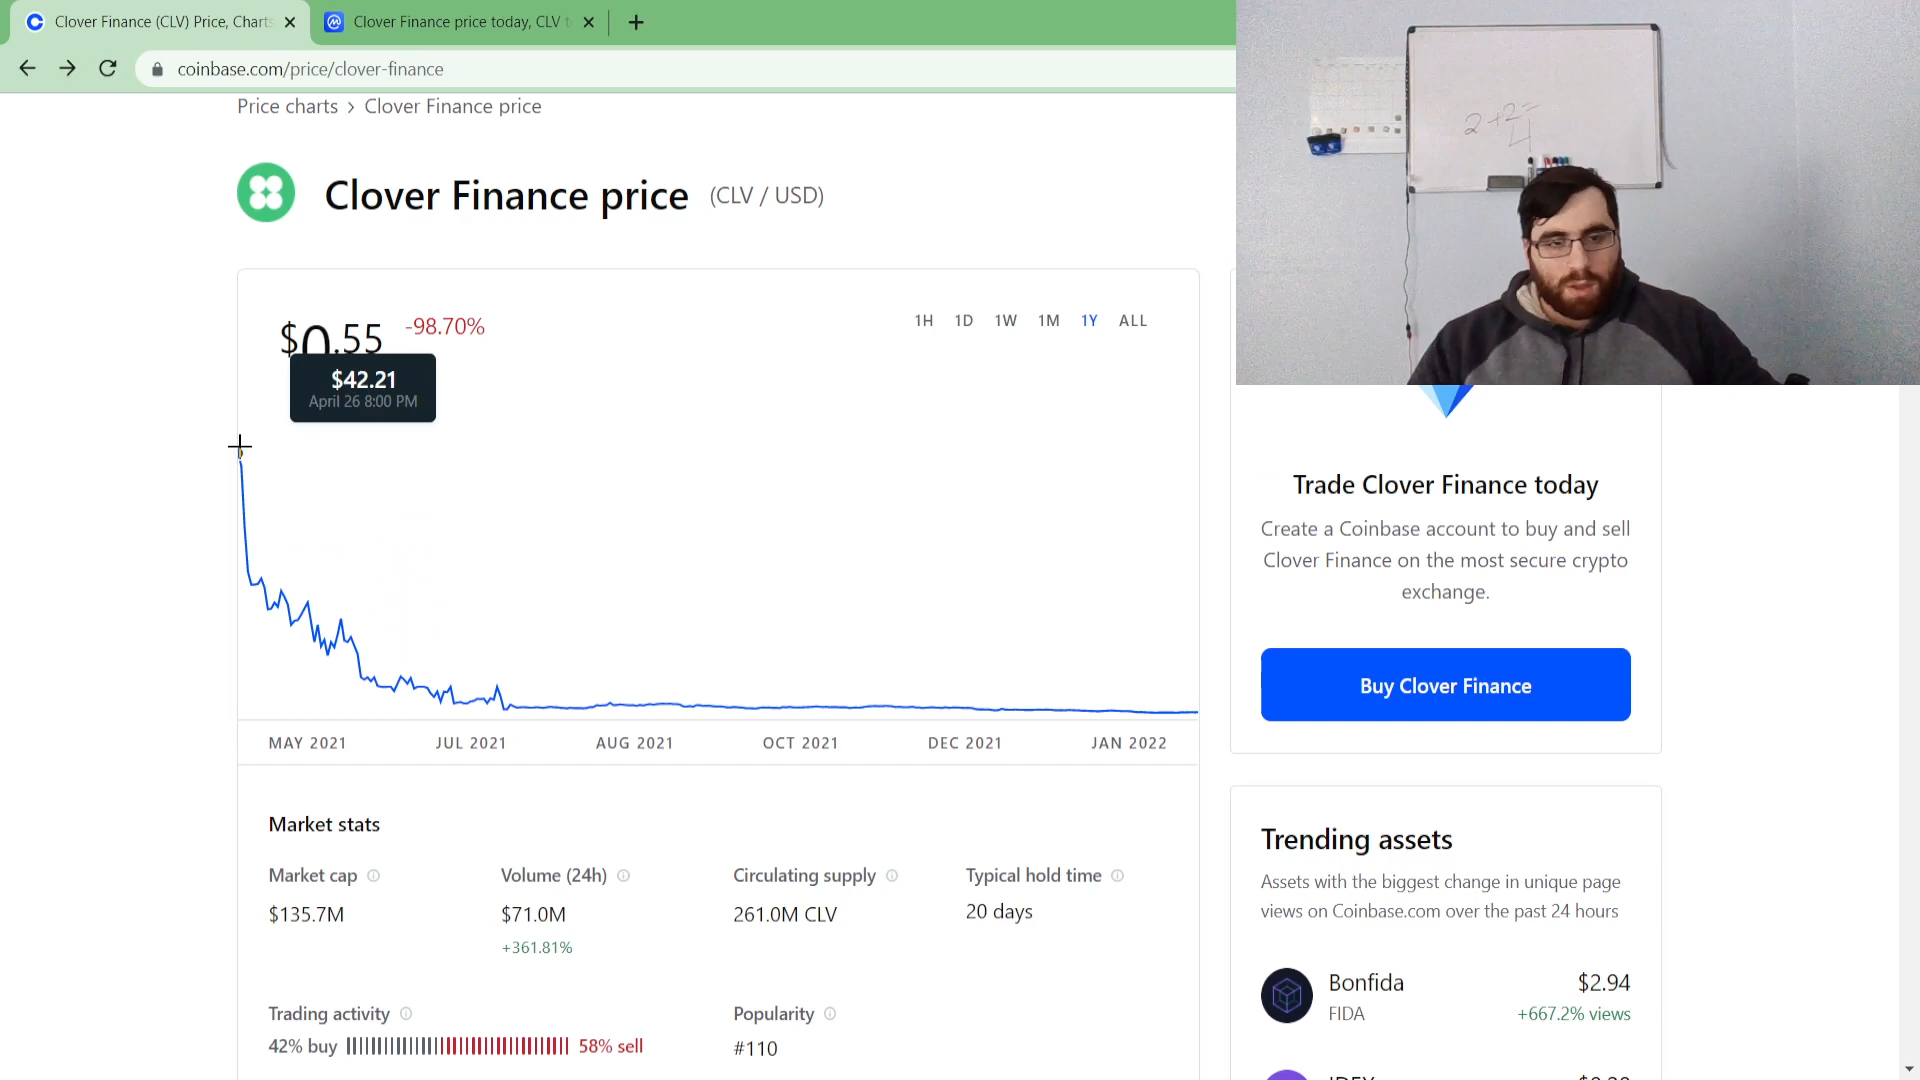 Clover Finance (CLV) Price, Charts
Clover Finance price today, CLV t
coinbase.com/price/clover-finance
Price charts > Clover Finance price
Clover Finance price (CLV / USD)
$0.55 -98.70%
1H 1D 1W 1M 1Y ALL
$42.21
April 26 8:00 PM
MAY 2021 JUL 2021 AUG 2021 OCT 2021 DEC 2021 JAN 2022
Market stats
Market cap Volume (24h) Circulating supply Typical hold time
$135.7M $71.0M 261.0M CLV 20 days
+361.81%
Trading activity Popularity
42% buy 58% sell #110
2+2=
4
Trade Clover Finance today
Create a Coinbase account to buy and sell
Clover Finance on the most secure crypto
exchange.
Buy Clover Finance
Trending assets
Assets with the biggest change in unique page
views on Coinbase.com over the past 24 hours
Bonfida $2.94
FIDA +667.2% views